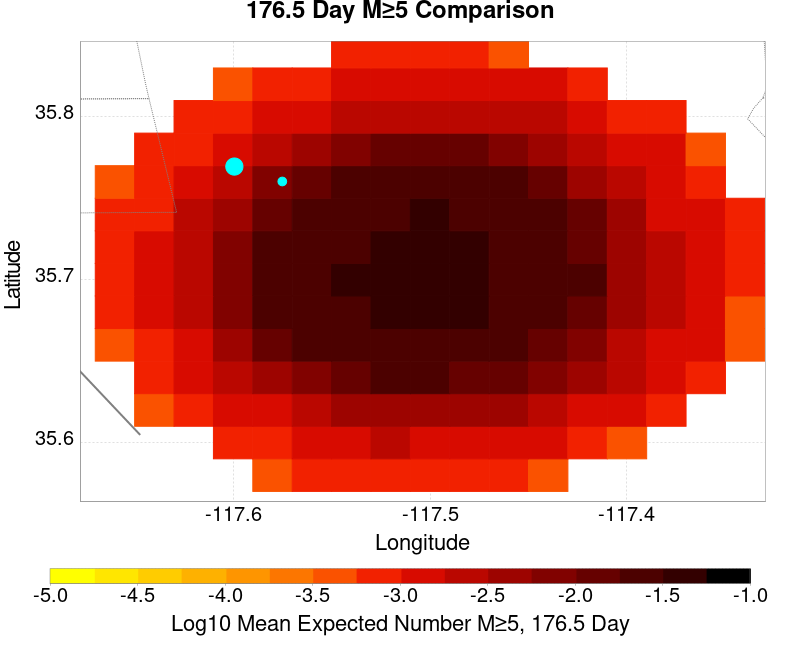 176.5 Day M≥5 Comparison
Latitude
35.8
35.7
35.6
-117.6 -117.5 -117.4
Longitude
-5.0 -4.5 -4.0 -3.5 -3.0 -2.5 -2.0 -1.5 -1.0
Log10 Mean Expected Number M≥5, 176.5 Day